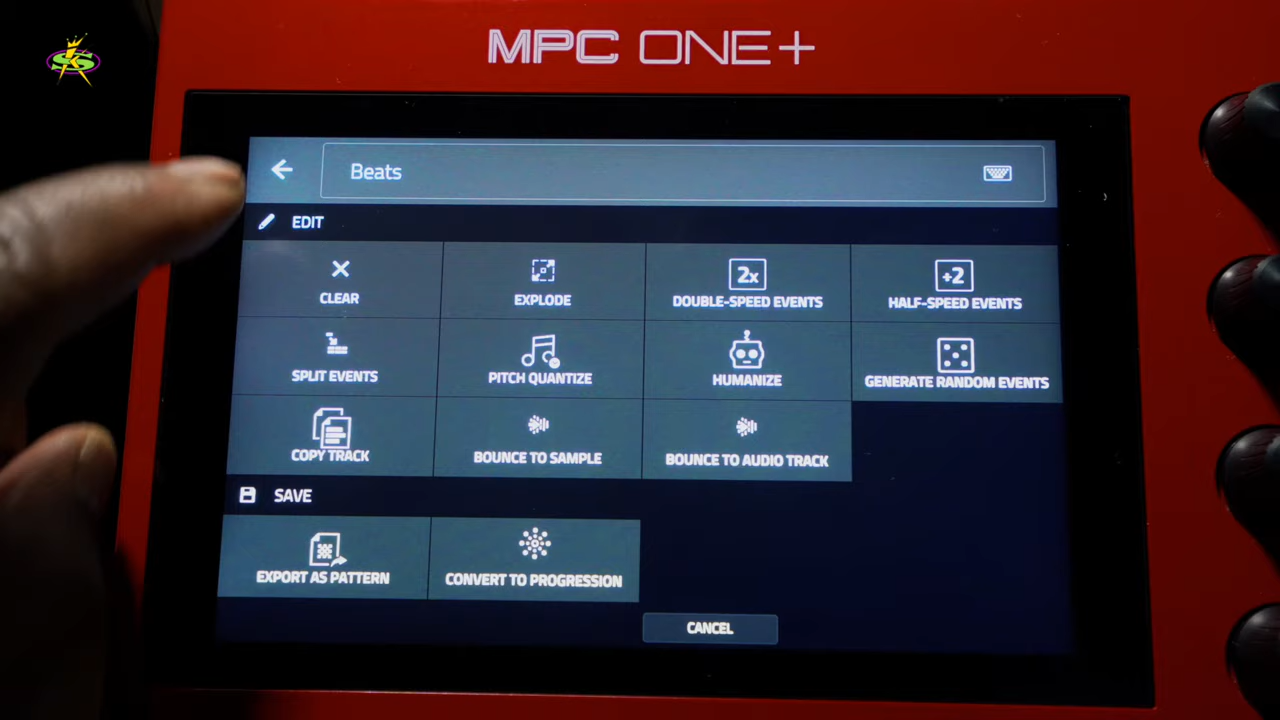 MPC ONE+
Beats
EDIT
CLEAR
EXPLODE
2x
DOUBLE-SPEED EVENTS
÷2
HALF-SPEED EVENTS
SPLIT EVENTS
PITCH QUANTIZE
HUMANIZE
GENERATE RANDOM EVENTS
COPY TRACK
BOUNCE TO SAMPLE
BOUNCE TO AUDIO TRACK
SAVE
EXPORT AS PATTERN
CONVERT TO PROGRESSION
CANCEL